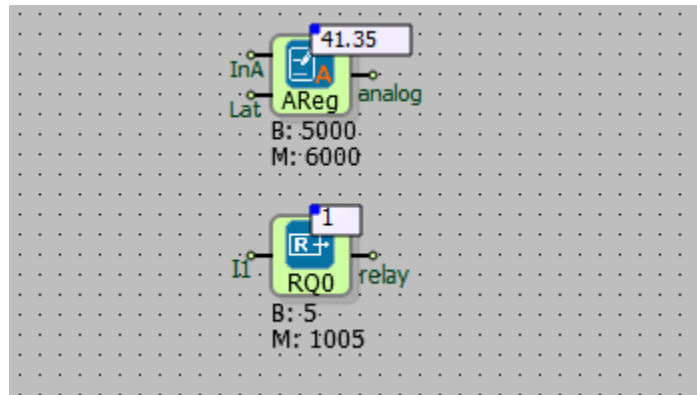 41.35
InA
A
Lat
AReg
analog
B: 5000
M: 6000
1
R
I1
RQ0
relay
B: 5
M: 1005